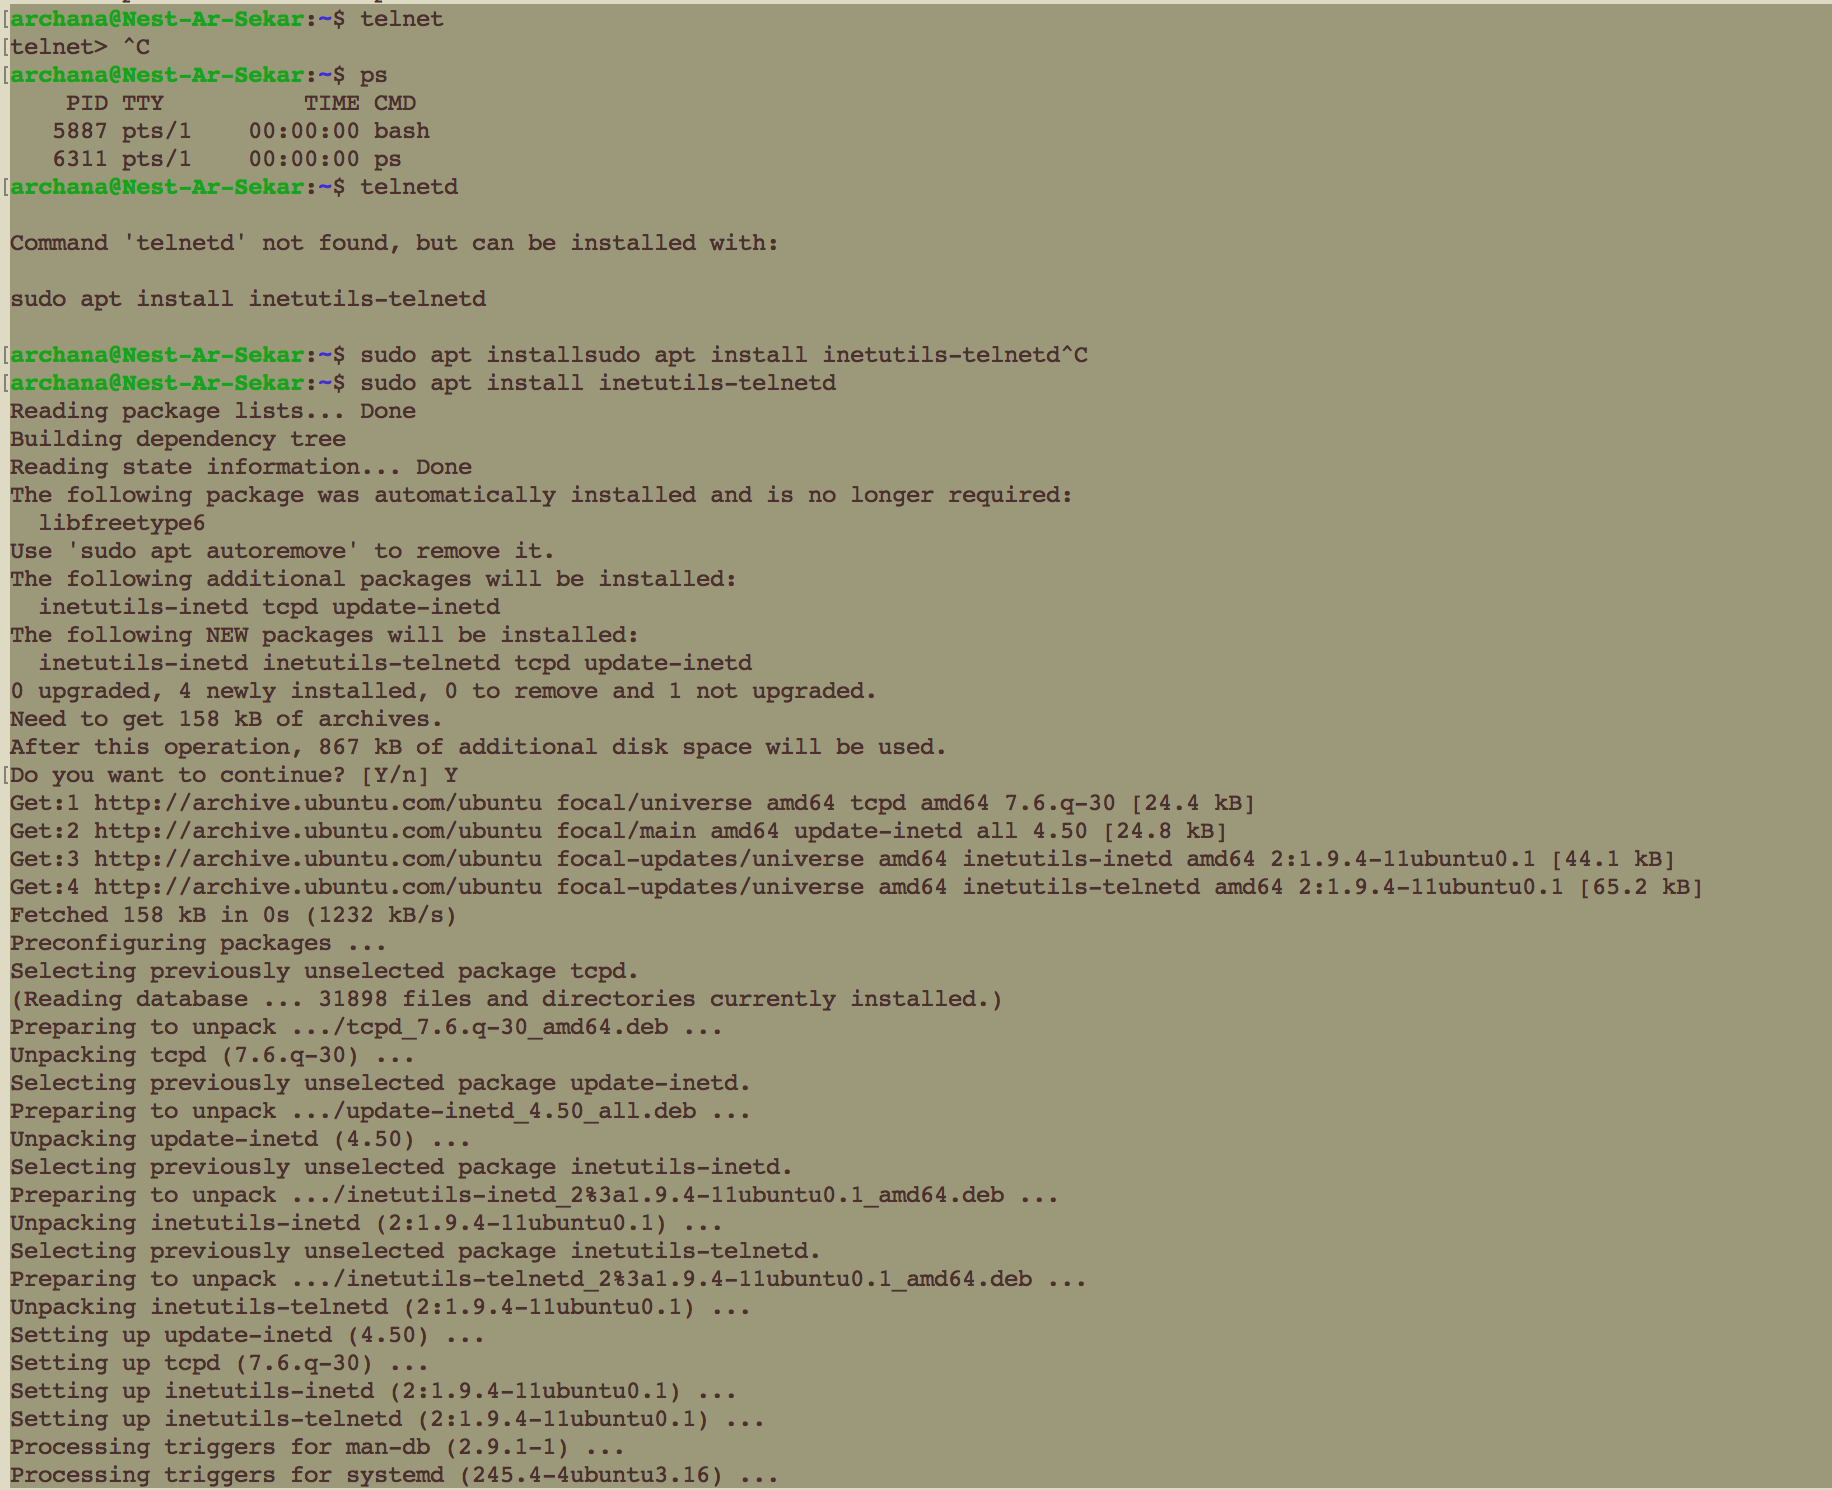 [archana@Nest-Ar-Sekar:~$ telnet
[telnet> ^C
[archana@Nest-Ar-Sekar:~$ ps
    PID TTY          TIME CMD
   5887 pts/1    00:00:00 bash
   6311 pts/1    00:00:00 ps
[archana@Nest-Ar-Sekar:~$ telnetd
Command 'telnetd' not found, but can be installed with:
sudo apt install inetutils-telnetd
[archana@Nest-Ar-Sekar:~$ sudo apt installsudo apt install inetutils-telnetd^C
[archana@Nest-Ar-Sekar:~$ sudo apt install inetutils-telnetd
Reading package lists... Done
Building dependency tree
Reading state information... Done
The following package was automatically installed and is no longer required:
  libfreetype6
Use 'sudo apt autoremove' to remove it.
The following additional packages will be installed:
  inetutils-inetd tcpd update-inetd
The following NEW packages will be installed:
  inetutils-inetd inetutils-telnetd tcpd update-inetd
0 upgraded, 4 newly installed, 0 to remove and 1 not upgraded.
Need to get 158 kB of archives.
After this operation, 867 kB of additional disk space will be used.
[Do you want to continue? [Y/n] Y
Get:1 http://archive.ubuntu.com/ubuntu focal/universe amd64 tcpd amd64 7.6.q-30 [24.4 kB]
Get:2 http://archive.ubuntu.com/ubuntu focal/main amd64 update-inetd all 4.50 [24.8 kB]
Get:3 http://archive.ubuntu.com/ubuntu focal-updates/universe amd64 inetutils-inetd amd64 2:1.9.4-11ubuntu0.1 [44.1 kB]
Get:4 http://archive.ubuntu.com/ubuntu focal-updates/universe amd64 inetutils-telnetd amd64 2:1.9.4-11ubuntu0.1 [65.2 kB]
Fetched 158 kB in 0s (1232 kB/s)
Preconfiguring packages ...
Selecting previously unselected package tcpd.
(Reading database ... 31898 files and directories currently installed.)
Preparing to unpack .../tcpd_7.6.q-30_amd64.deb ...
Unpacking tcpd (7.6.q-30) ...
Selecting previously unselected package update-inetd.
Preparing to unpack .../update-inetd_4.50_all.deb ...
Unpacking update-inetd (4.50) ...
Selecting previously unselected package inetutils-inetd.
Preparing to unpack .../inetutils-inetd_2%3a1.9.4-11ubuntu0.1_amd64.deb ...
Unpacking inetutils-inetd (2:1.9.4-11ubuntu0.1) ...
Selecting previously unselected package inetutils-telnetd.
Preparing to unpack .../inetutils-telnetd_2%3a1.9.4-11ubuntu0.1_amd64.deb ...
Unpacking inetutils-telnetd (2:1.9.4-11ubuntu0.1) ...
Setting up update-inetd (4.50) ...
Setting up tcpd (7.6.q-30) ...
Setting up inetutils-inetd (2:1.9.4-11ubuntu0.1) ...
Setting up inetutils-telnetd (2:1.9.4-11ubuntu0.1) ...
Processing triggers for man-db (2.9.1-1) ...
Processing triggers for systemd (245.4-4ubuntu3.16) ...